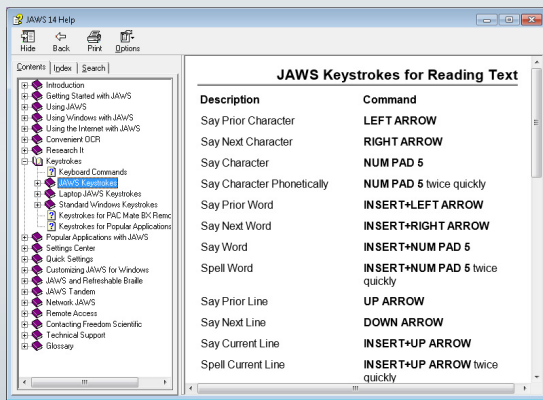 JAWS 14 Help
Hide Back Print Options
Contents Index Search
Introduction
Getting Started with JAWS
Using JAWS
Using Windows with JAWS
Using the Internet with JAWS
Convenient OCR
Research It
Keystrokes
Keyboard Commands
JAWS Keystrokes
Laptop JAWS Keystrokes
Standard Windows Keystrokes
Keystrokes for PAC Mate BX Remo
Keystrokes for Popular Applications
Popular Applications with JAWS
Settings Center
Quick Settings
Customizing JAWS for Windows
JAWS and Refreshable Braille
JAWS Tandem
Network JAWS
Remote Access
Contacting Freedom Scientific
Technical Support
Glossary
JAWS Keystrokes for Reading Text
Description Command
Say Prior Character LEFT ARROW
Say Next Character RIGHT ARROW
Say Character NUM PAD 5
Say Character Phonetically NUM PAD 5 twice quickly
Say Prior Word INSERT+LEFT ARROW
Say Next Word INSERT+RIGHT ARROW
Say Word INSERT+NUM PAD 5
Spell Word INSERT+NUM PAD 5 twice
quickly
Say Prior Line UP ARROW
Say Next Line DOWN ARROW
Say Current Line INSERT+UP ARROW
Spell Current Line INSERT+UP ARROW twice
quickly